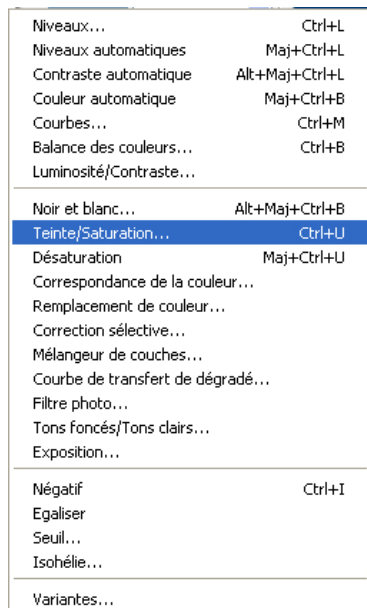 Niveaux... Ctrl+L
Niveaux automatiques Maj+Ctrl+L
Contraste automatique Alt+Maj+Ctrl+L
Couleur automatique Maj+Ctrl+B
Courbes... Ctrl+M
Balance des couleurs... Ctrl+B
Luminosité/Contraste...
Noir et blanc... Alt+Maj+Ctrl+B
Teinte/Saturation... Ctrl+U
Désaturation Maj+Ctrl+U
Correspondance de la couleur...
Remplacement de couleur...
Correction sélective...
Mélangeur de couches...
Courbe de transfert de dégradé...
Filtre photo...
Tons foncés/Tons clairs...
Exposition...
Négatif Ctrl+I
Egaliser
Seuil...
Isohélie...
Variantes...